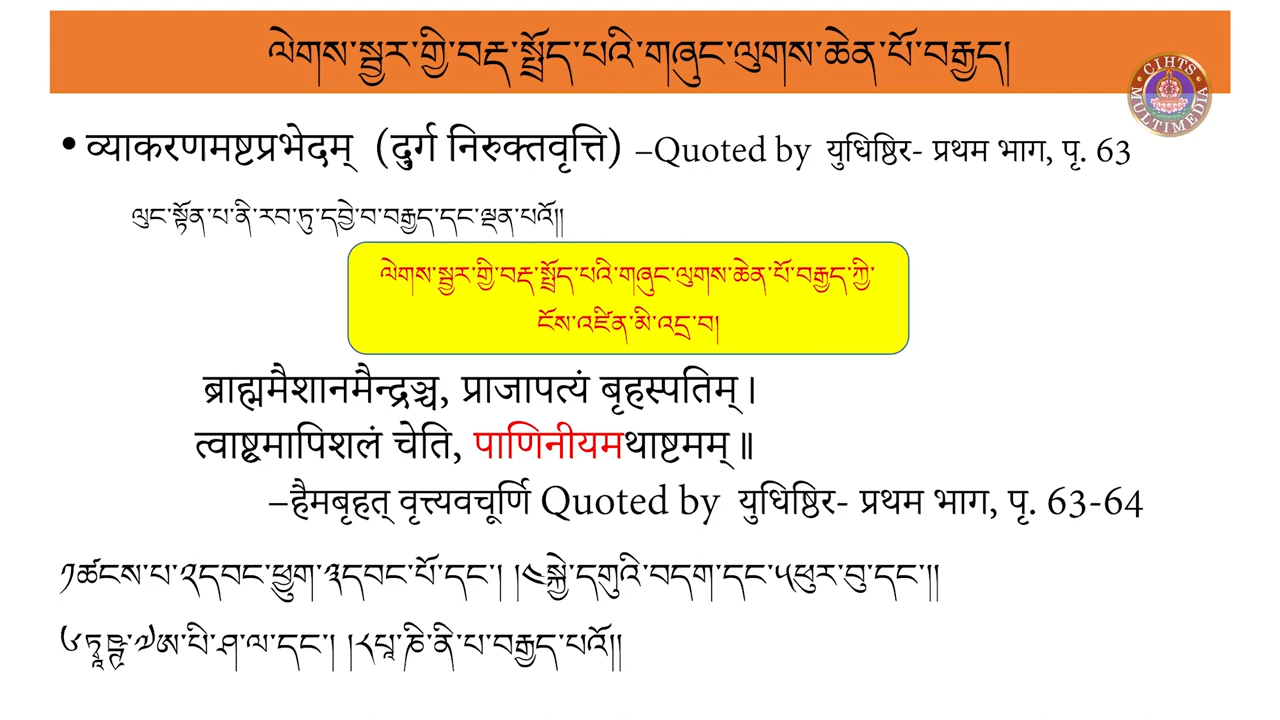 ལེགས་སྦྱར་གྱི་བརྡ་སྤྲོད་པའི་གཞུང་ལུགས་ཆེན་པོ་བརྒྱད།
CIHTS MULTIMEDIA
• व्याकरणमष्टप्रभेदम् (दुर्ग निरुक्तवृत्ति) –Quoted by युधिष्ठिर- प्रथम भाग, पृ. 63
ལུང་སྟོན་པ་ནི་རབ་ཏུ་དབྱེ་བ་བརྒྱད་དང་ལྡན་པའོ།།
ལེགས་སྦྱར་གྱི་བརྡ་སྤྲོད་པའི་གཞུང་ལུགས་ཆེན་པོ་བརྒྱད་ཀྱི་
ངོས་འཛིན་མི་འདྲ་བ།
ब्राह्ममैशानमैन्द्रञ्च, प्राजापत्यं बृहस्पतिम् ।
त्वाष्ट्रमापिशलं चेति, पाणिनीयमथाष्टमम् ॥
–हैमबृहत् वृत्त्यवचूर्णि Quoted by युधिष्ठिर- प्रथम भाग, पृ. 63-64
༡ཚངས་པ་༢དབང་ཕྱུག་༣དབང་པོ་དང་། །༤སྐྱེ་དགུའི་བདག་དང་༥ཕུར་བུ་དང་།།
༧ཨ་པི་ཤ་ལ་དང་། །༨པཱ་ཎི་ནི་པ་བརྒྱད་པའོ།།